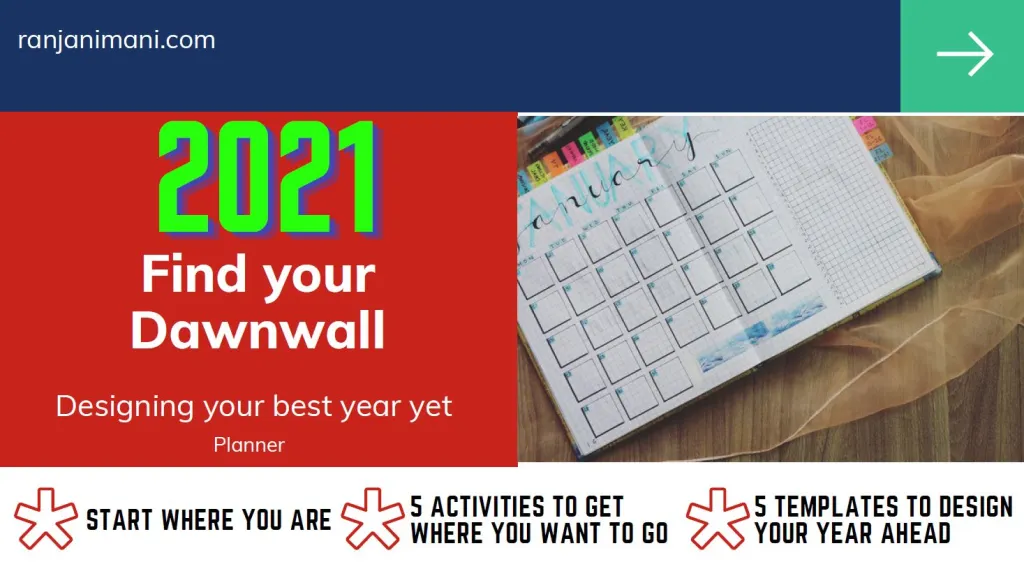 ranjanimani.com
2021
Find your
Dawnwall
Designing your best year yet
Planner
January
JANUARY
START WHERE YOU ARE
5 ACTIVITIES TO GET
WHERE YOU WANT TO GO
5 TEMPLATES TO DESIGN
YOUR YEAR AHEAD